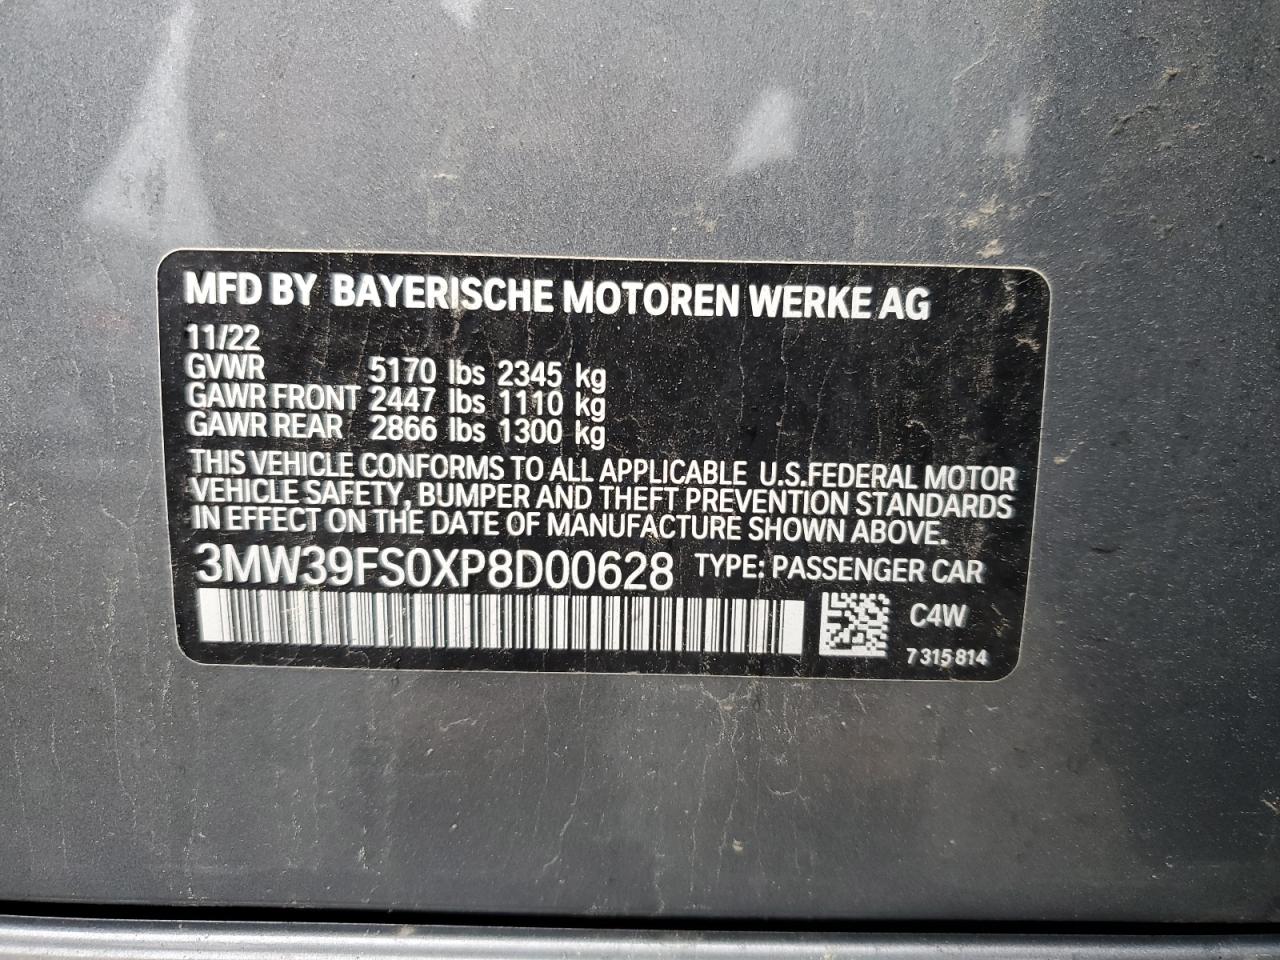 MFD BY BAYERISCHE MOTOREN WERKE AG
11/22
GVWR 5170 lbs 2345 kg
GAWR FRONT 2447 lbs 1110 kg
GAWR REAR 2866 lbs 1300 kg
THIS VEHICLE CONFORMS TO ALL APPLICABLE U.S.FEDERAL MOTOR
VEHICLE SAFETY, BUMPER AND THEFT PREVENTION STANDARDS
IN EFFECT ON THE DATE OF MANUFACTURE SHOWN ABOVE.
3MW39FS0XP8D00628 TYPE: PASSENGER CAR
C4W
7 315 814